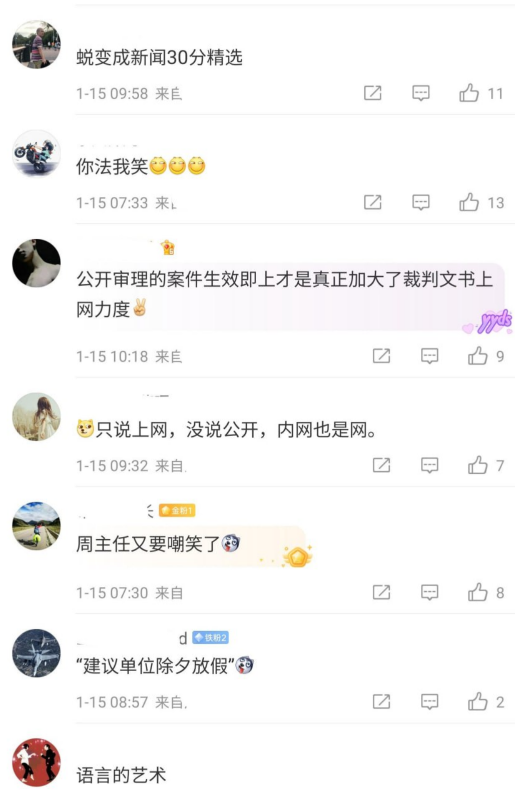 蜕变成新闻30分精选
1-15 09:58 来自
11
你法我笑
1-15 07:33 来
13
公开审理的案件生效即上才是真正加大了裁判文书上
网力度
yyds
1-15 10:18 来自
9
只说上网，没说公开，内网也是网。
1-15 09:32 来自
7
金粉1
周主任又要嘲笑了
1-15 07:30 来自
8
d 铁粉2
“建议单位除夕放假”
1-15 08:57 来自
2
语言的艺术